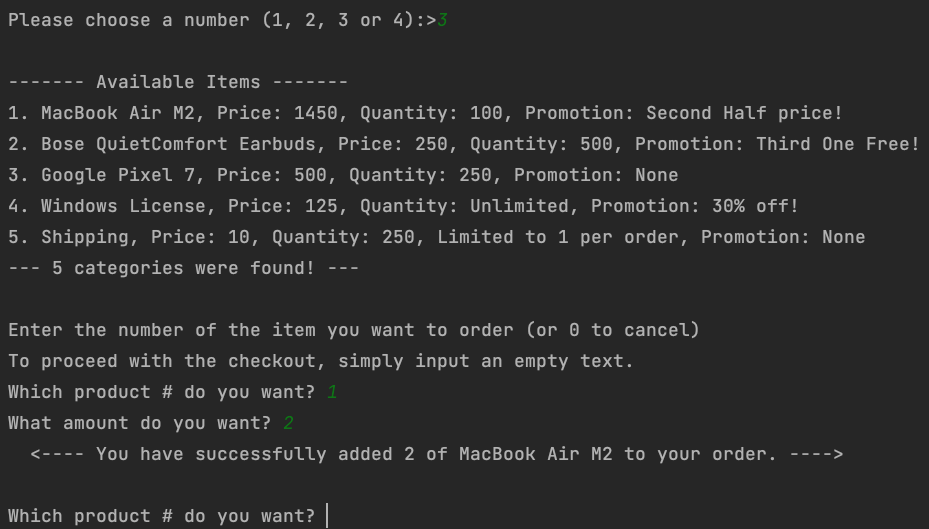 Please choose a number (1, 2, 3 or 4):>3
------- Available Items -------
1. MacBook Air M2, Price: 1450, Quantity: 100, Promotion: Second Half price!
2. Bose QuietComfort Earbuds, Price: 250, Quantity: 500, Promotion: Third One Free!
3. Google Pixel 7, Price: 500, Quantity: 250, Promotion: None
4. Windows License, Price: 125, Quantity: Unlimited, Promotion: 30% off!
5. Shipping, Price: 10, Quantity: 250, Limited to 1 per order, Promotion: None
--- 5 categories were found! ---
Enter the number of the item you want to order (or 0 to cancel)
To proceed with the checkout, simply input an empty text.
Which product # do you want? 1
What amount do you want? 2
<---- You have successfully added 2 of MacBook Air M2 to your order. ---->
Which product # do you want?